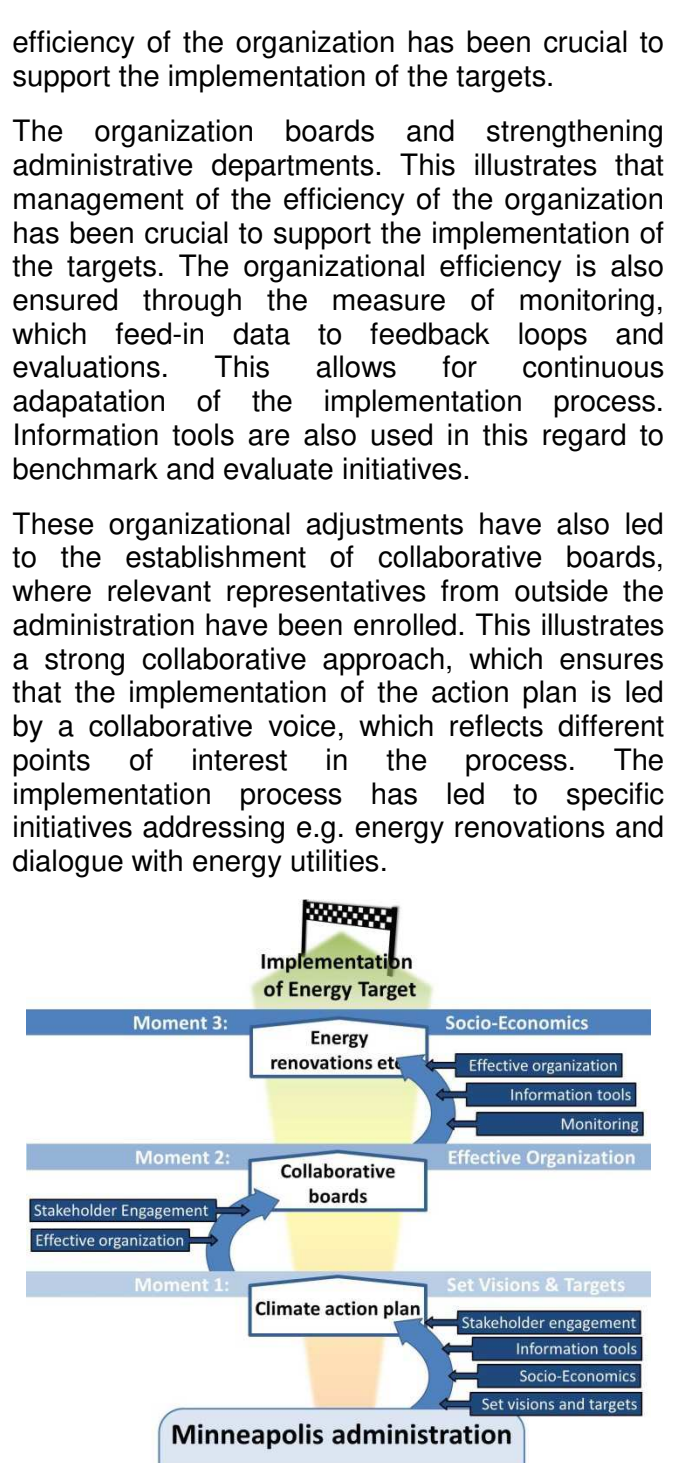 efficiency of the organization has been crucial to
support the implementation of the targets.
The organization boards and strengthening
administrative departments. This illustrates that
management of the efficiency of the organization
has been crucial to support the implementation of
the targets. The organizational efficiency is also
ensured through the measure of monitoring,
which feed-in data to feedback loops and
evaluations. This allows for continuous
adapatation of the implementation process.
Information tools are also used in this regard to
benchmark and evaluate initiatives.
These organizational adjustments have also led
to the establishment of collaborative boards,
where relevant representatives from outside the
administration have been enrolled. This illustrates
a strong collaborative approach, which ensures
that the implementation of the action plan is led
by a collaborative voice, which reflects different
points of interest in the process. The
implementation process has led to specific
initiatives addressing e.g. energy renovations and
dialogue with energy utilities.
Implementation
of Energy Target
Moment 3:
Socio-Economics
Energy
renovations etc
Effective organization
Information tools
Monitoring
Moment 2:
Effective Organization
Collaborative
boards
Stakeholder Engagement
Effective organization
Moment 1:
Set Visions & Targets
Climate action plan
Stakeholder engagement
Information tools
Socio-Economics
Set visions and targets
Minneapolis administration